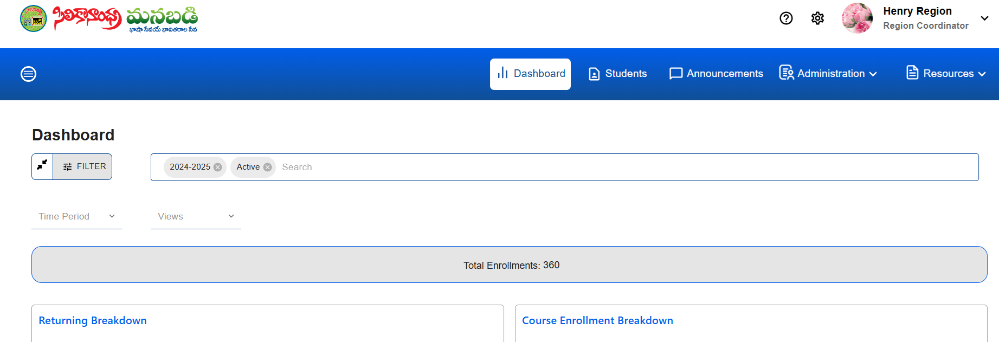 సిలికానాంధ్ర మనబడి
భాషా సేవయే భావితరాల సేవ
Henry Region
Region Coordinator
Dashboard
Students
Announcements
Administration
Resources
Dashboard
FILTER
2024-2025
Active
Search
Time Period
Views
Total Enrollments: 360
Returning Breakdown
Course Enrollment Breakdown